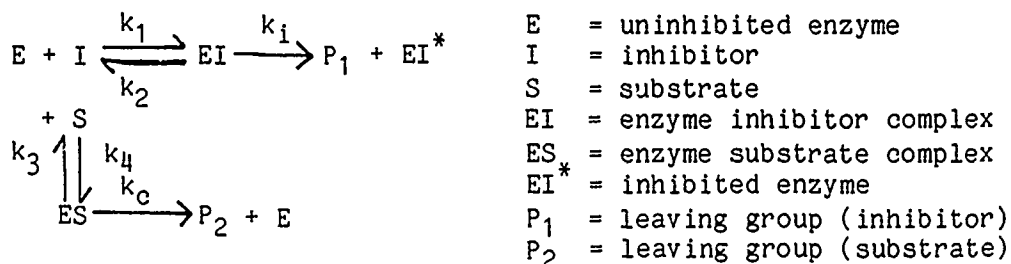 k₁ kᵢ
E + I EI P₁ + EI*
k₂
+ S
k₃ k₄
k_c
ES P₂ + E
E = uninhibited enzyme
I = inhibitor
S = substrate
EI = enzyme inhibitor complex
ES = enzyme substrate complex
EI* = inhibited enzyme
P₁ = leaving group (inhibitor)
P₂ = leaving group (substrate)